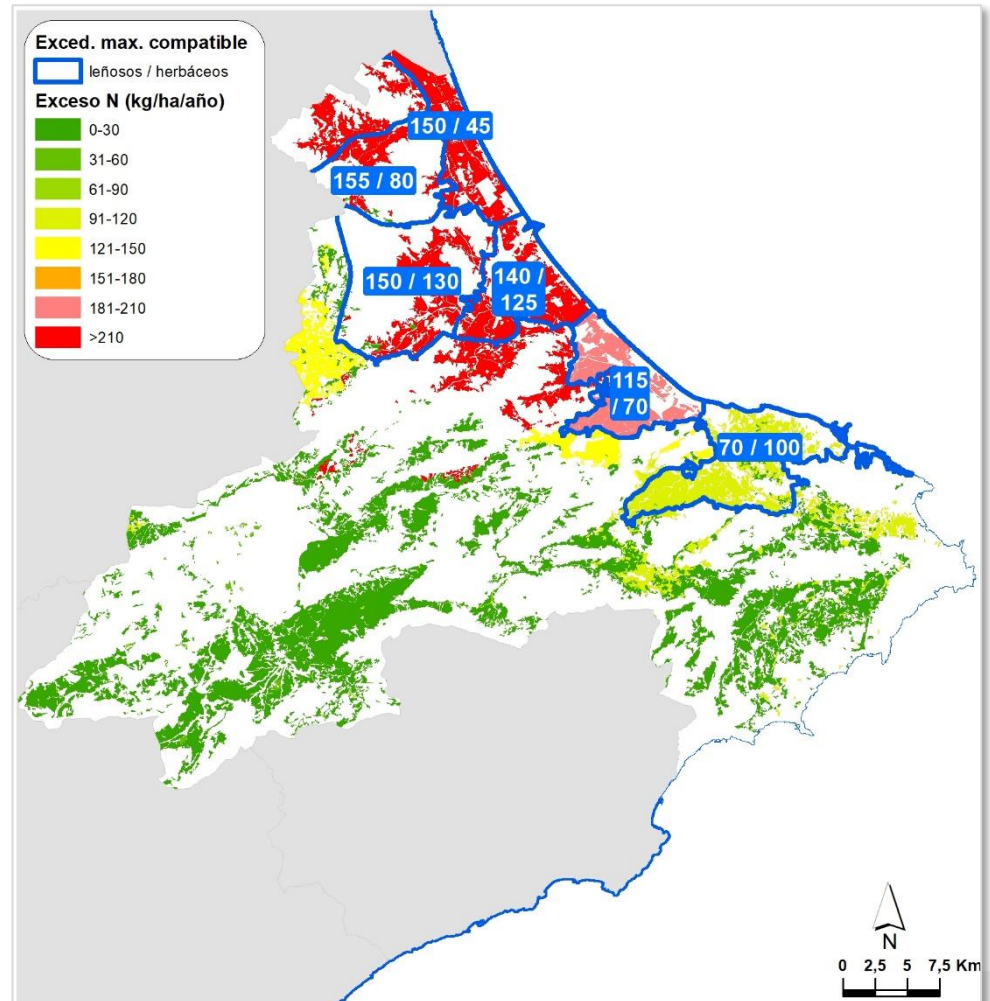 Exced. max. compatible
leñosos / herbáceos
Exceso N (kg/ha/año)
0-30
31-60
61-90
91-120
121-150
151-180
181-210
>210
150 / 45
155 / 80
150 / 130
140 /
125
115
/ 70
70 / 100
N
0 2,5 5 7,5 Km